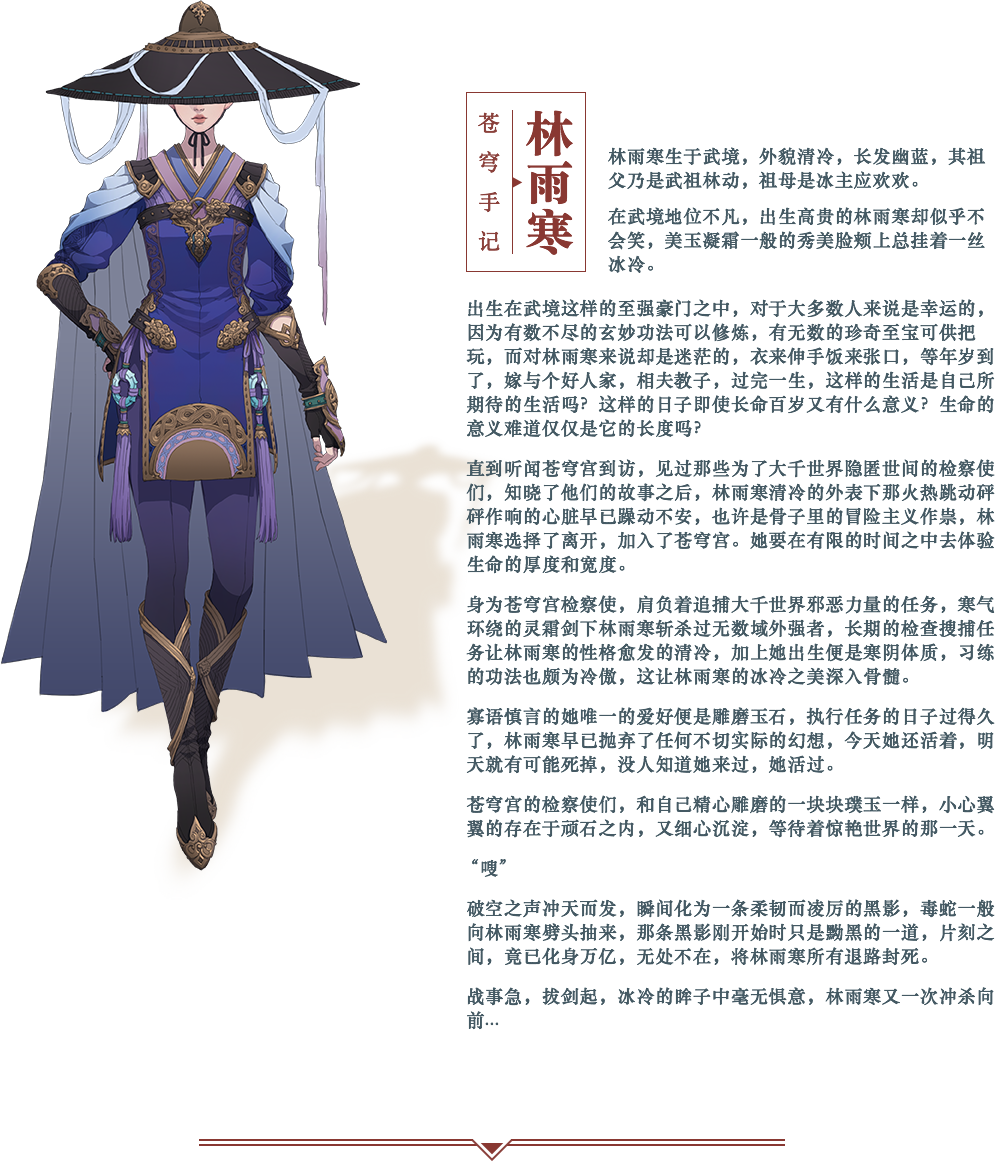 林雨寒
苍穹手记
林雨寒生于武境，外貌清冷，长发幽蓝，其祖
父乃是武祖林动，祖母是冰主应欢欢。
在武境地位不凡，出生高贵的林雨寒却似乎不
会笑，美玉凝霜一般的秀美脸颊上总挂着一丝
冰冷。
出生在武境这样的至强豪门之中，对于大多数人来说是幸运的，
因为有数不尽的玄妙功法可以修炼，有无数的珍奇至宝可供把
玩，而对林雨寒来说却是迷茫的，衣来伸手饭来张口，等年岁到
了，嫁与个好人家，相夫教子，过完一生，这样的生活是自己所
期待的生活吗？这样的日子即使长命百岁又有什么意义？生命的
意义难道仅仅是它的长度吗？
直到听闻苍穹宫到访，见过那些为了大千世界隐匿世间的检察使
们，知晓了他们的故事之后，林雨寒清冷的外表下那火热跳动砰
砰作响的心脏早已躁动不安，也许是骨子里的冒险主义作祟，林
雨寒选择了离开，加入了苍穹宫。她要在有限的时间之中去体验
生命的厚度和宽度。
身为苍穹宫检察使，肩负着追捕大千世界邪恶力量的任务，寒气
环绕的灵霜剑下林雨寒斩杀过无数域外强者，长期的检查搜捕任
务让林雨寒的性格愈发的清冷，加上她出生便是寒阴体质，习练
的功法也颇为冷傲，这让林雨寒的冰冷之美深入骨髓。
寡语慎言的她唯一的爱好便是雕磨玉石，执行任务的日子过得久
了，林雨寒早已抛弃了任何不切实际的幻想，今天她还活着，明
天就有可能死掉，没人知道她来过，她活过。
苍穹宫的检察使们，和自己精心雕磨的一块块璞玉一样，小心翼
翼的存在于顽石之内，又细心沉淀，等待着惊艳世界的那一天。
“嗖”
破空之声冲天而发，瞬间化为一条柔韧而凌厉的黑影，毒蛇一般
向林雨寒劈头抽来，那条黑影刚开始时只是黝黑的一道，片刻之
间，竟已化身万亿，无处不在，将林雨寒所有退路封死。
战事急，拔剑起，冰冷的眸子中毫无惧意，林雨寒又一次冲杀向
前...